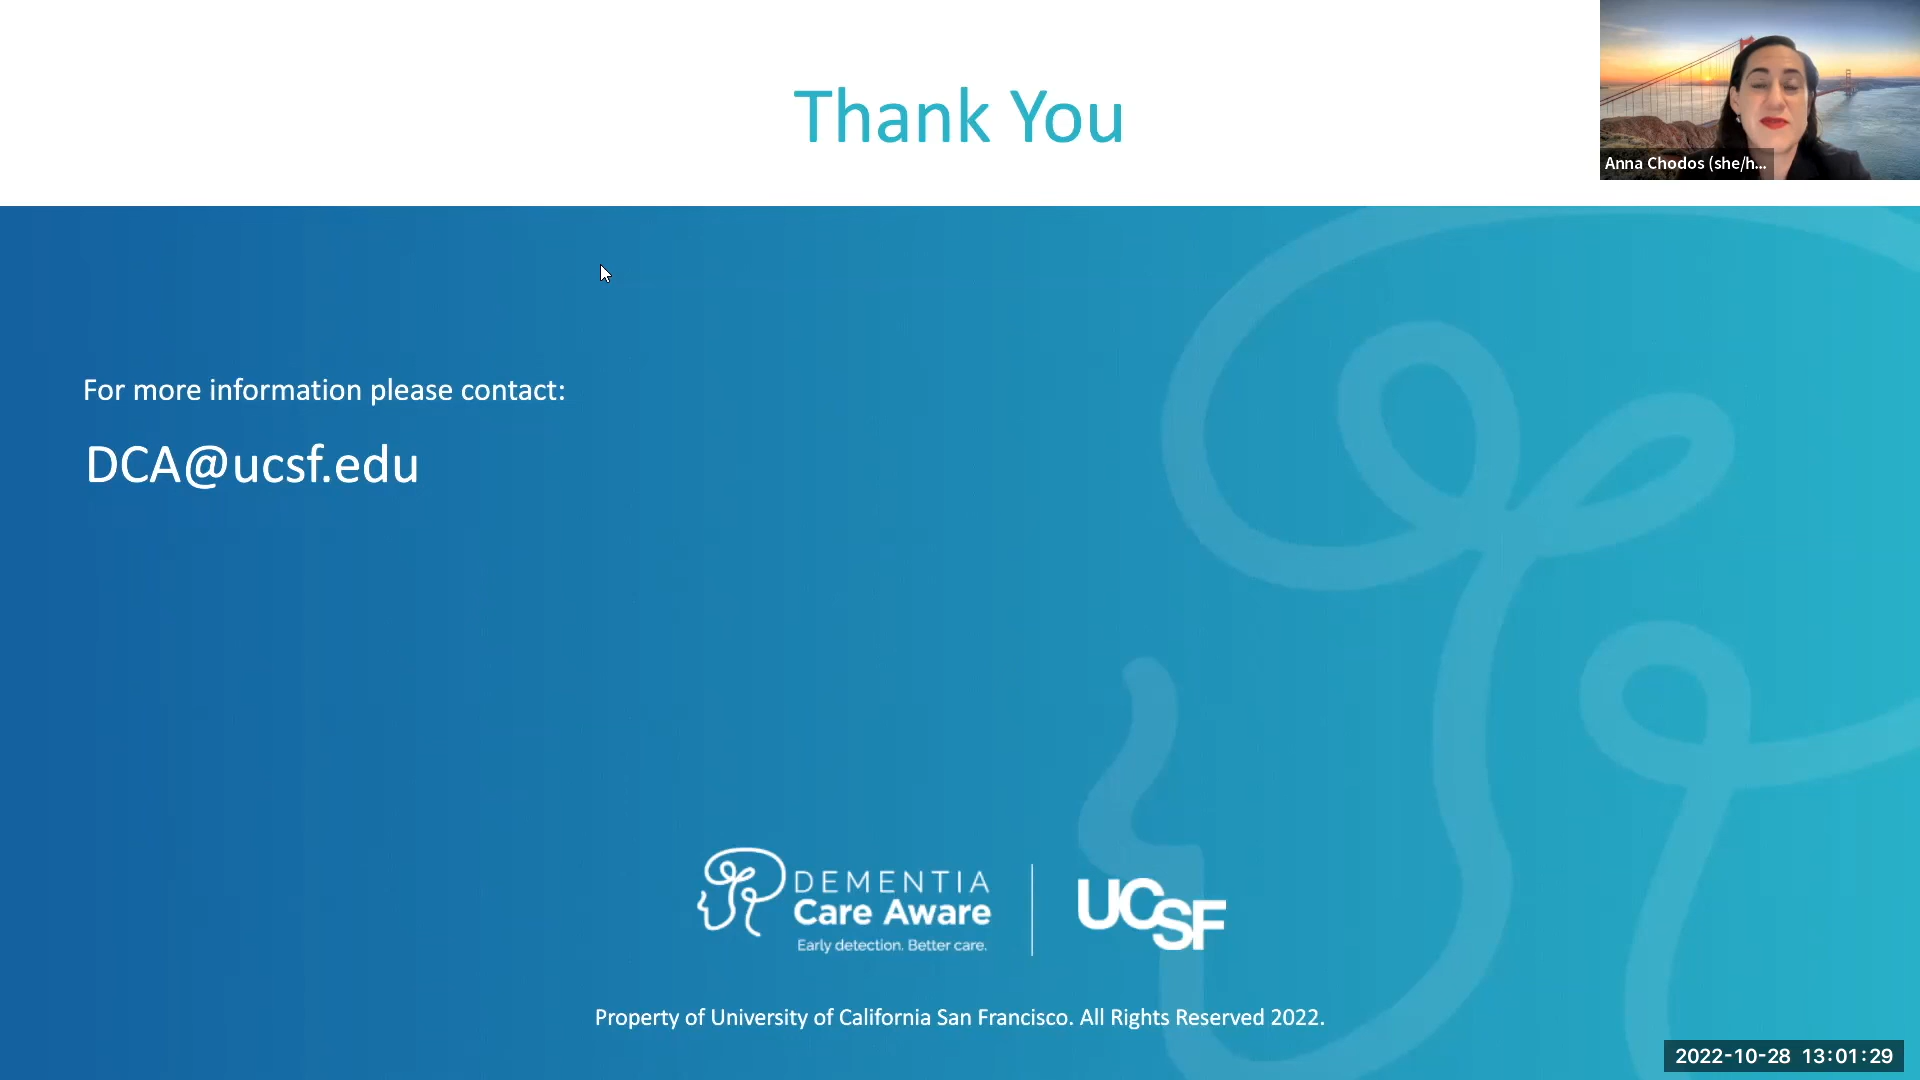 Thank You
Anna Chodos (she/h...
For more information please contact:
DCA@ucsf.edu
DEMENTIA
Care Aware
Early detection. Better care.
UCSF
Property of University of California San Francisco. All Rights Reserved 2022.
2022-10-28 13:01:29